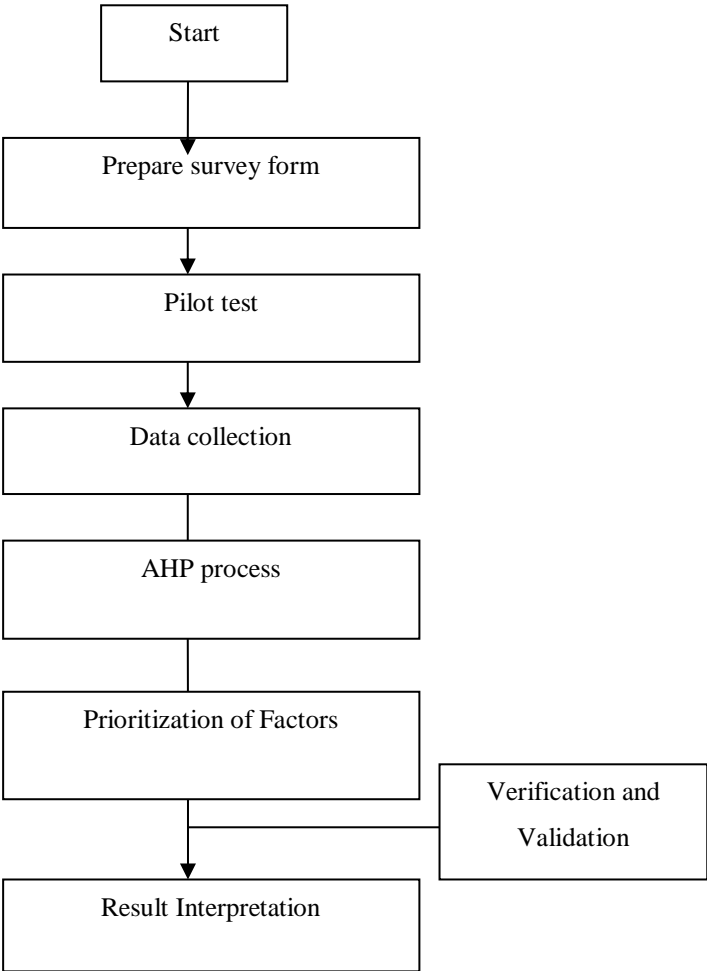 Start
Prepare survey form
Pilot test
Data collection
AHP process
Prioritization of Factors
Verification and
Validation
Result Interpretation